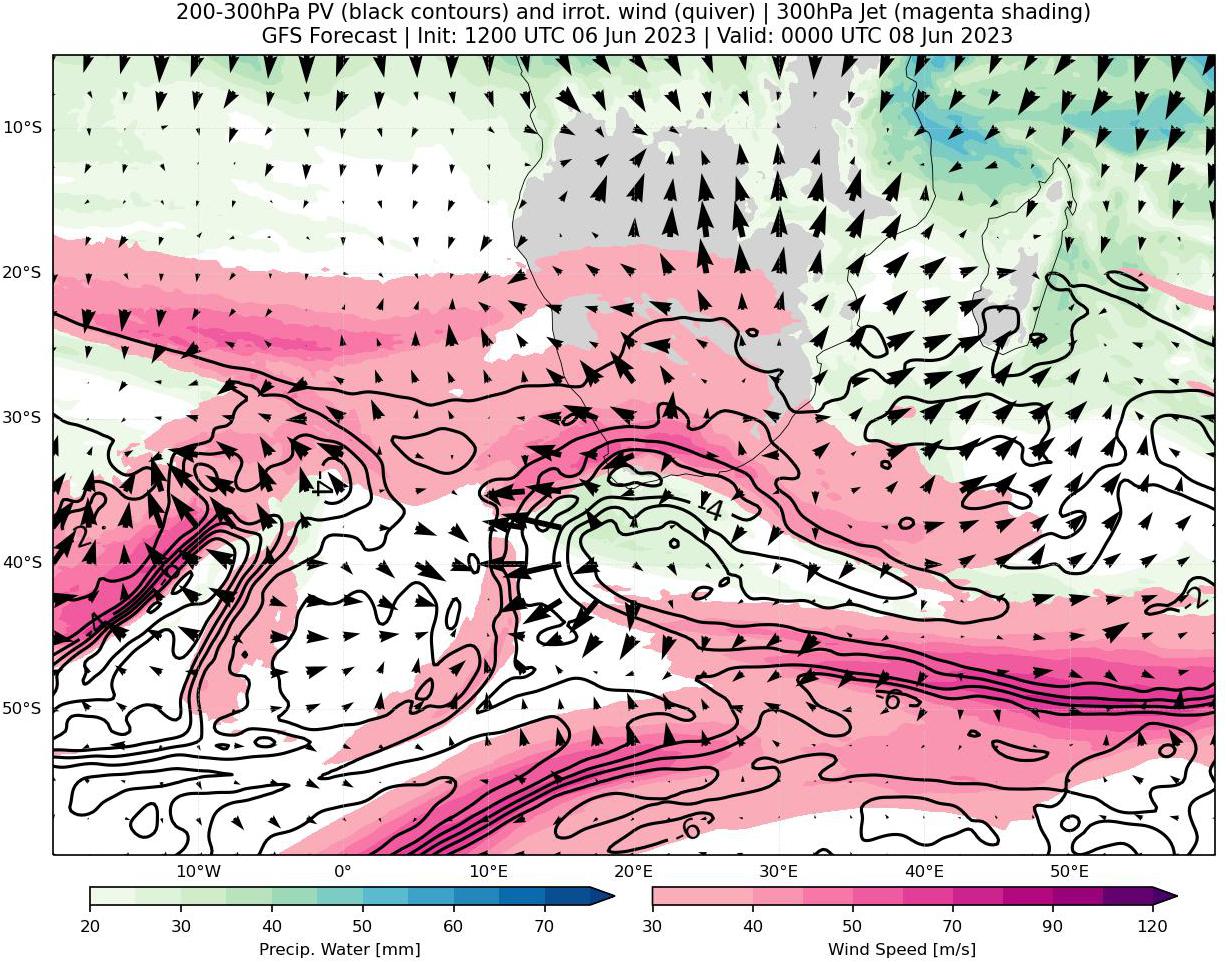 200-300hPa PV (black contours) and irrot. wind (quiver) | 300hPa Jet (magenta shading)
GFS Forecast | Init: 1200 UTC 06 Jun 2023 | Valid: 0000 UTC 08 Jun 2023
10°S
20°S
30°S
-4
-2
-4
40°S
-6
-2
-4
50°S
-6
-6
10°W 0° 10°E 20°E 30°E 40°E 50°E
20 30 40 50 60 70
30 40 50 70 90 120
Precip. Water [mm]
Wind Speed [m/s]